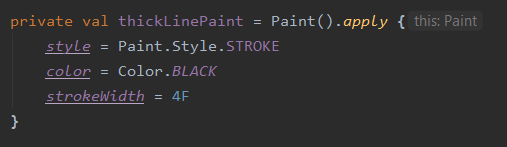 private val thickLinePaint = Paint().apply { this: Paint
    style = Paint.Style.STROKE
    color = Color.BLACK
    strokeWidth = 4F
}